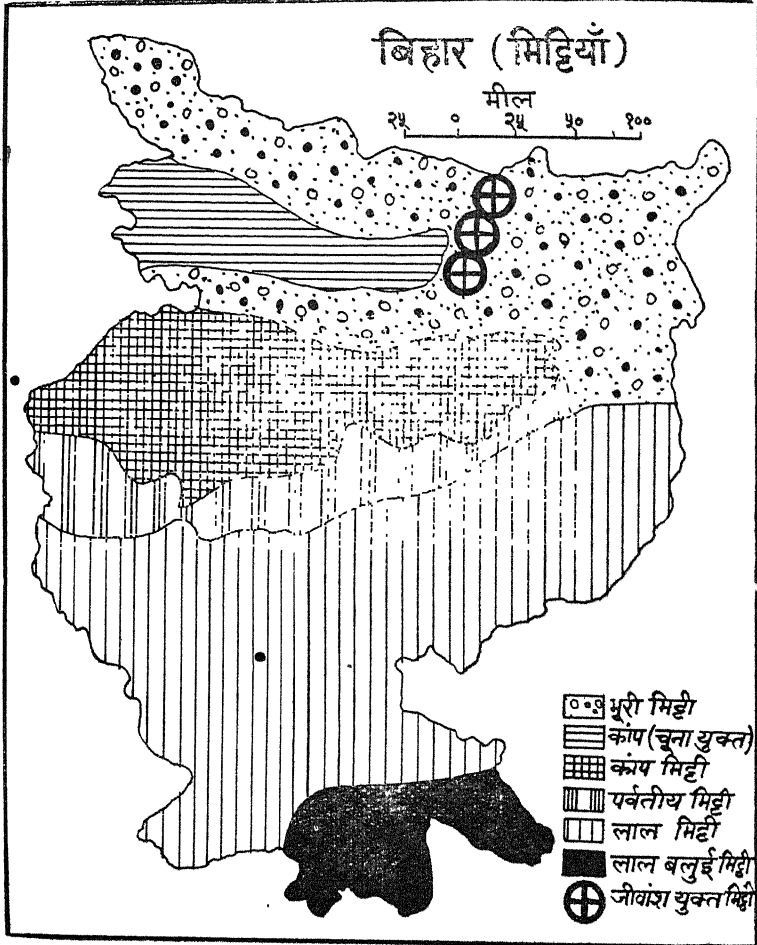 बिहार (मिट्टियाँ)
मील
२५ ० २५ ५० १००
भूरी मिट्टी
कांप (चूना युक्त)
कांप मिट्टी
पर्वतीय मिट्टी
लाल मिट्टी
लाल बलुई मिट्टी
जीवांश युक्त मिट्टी